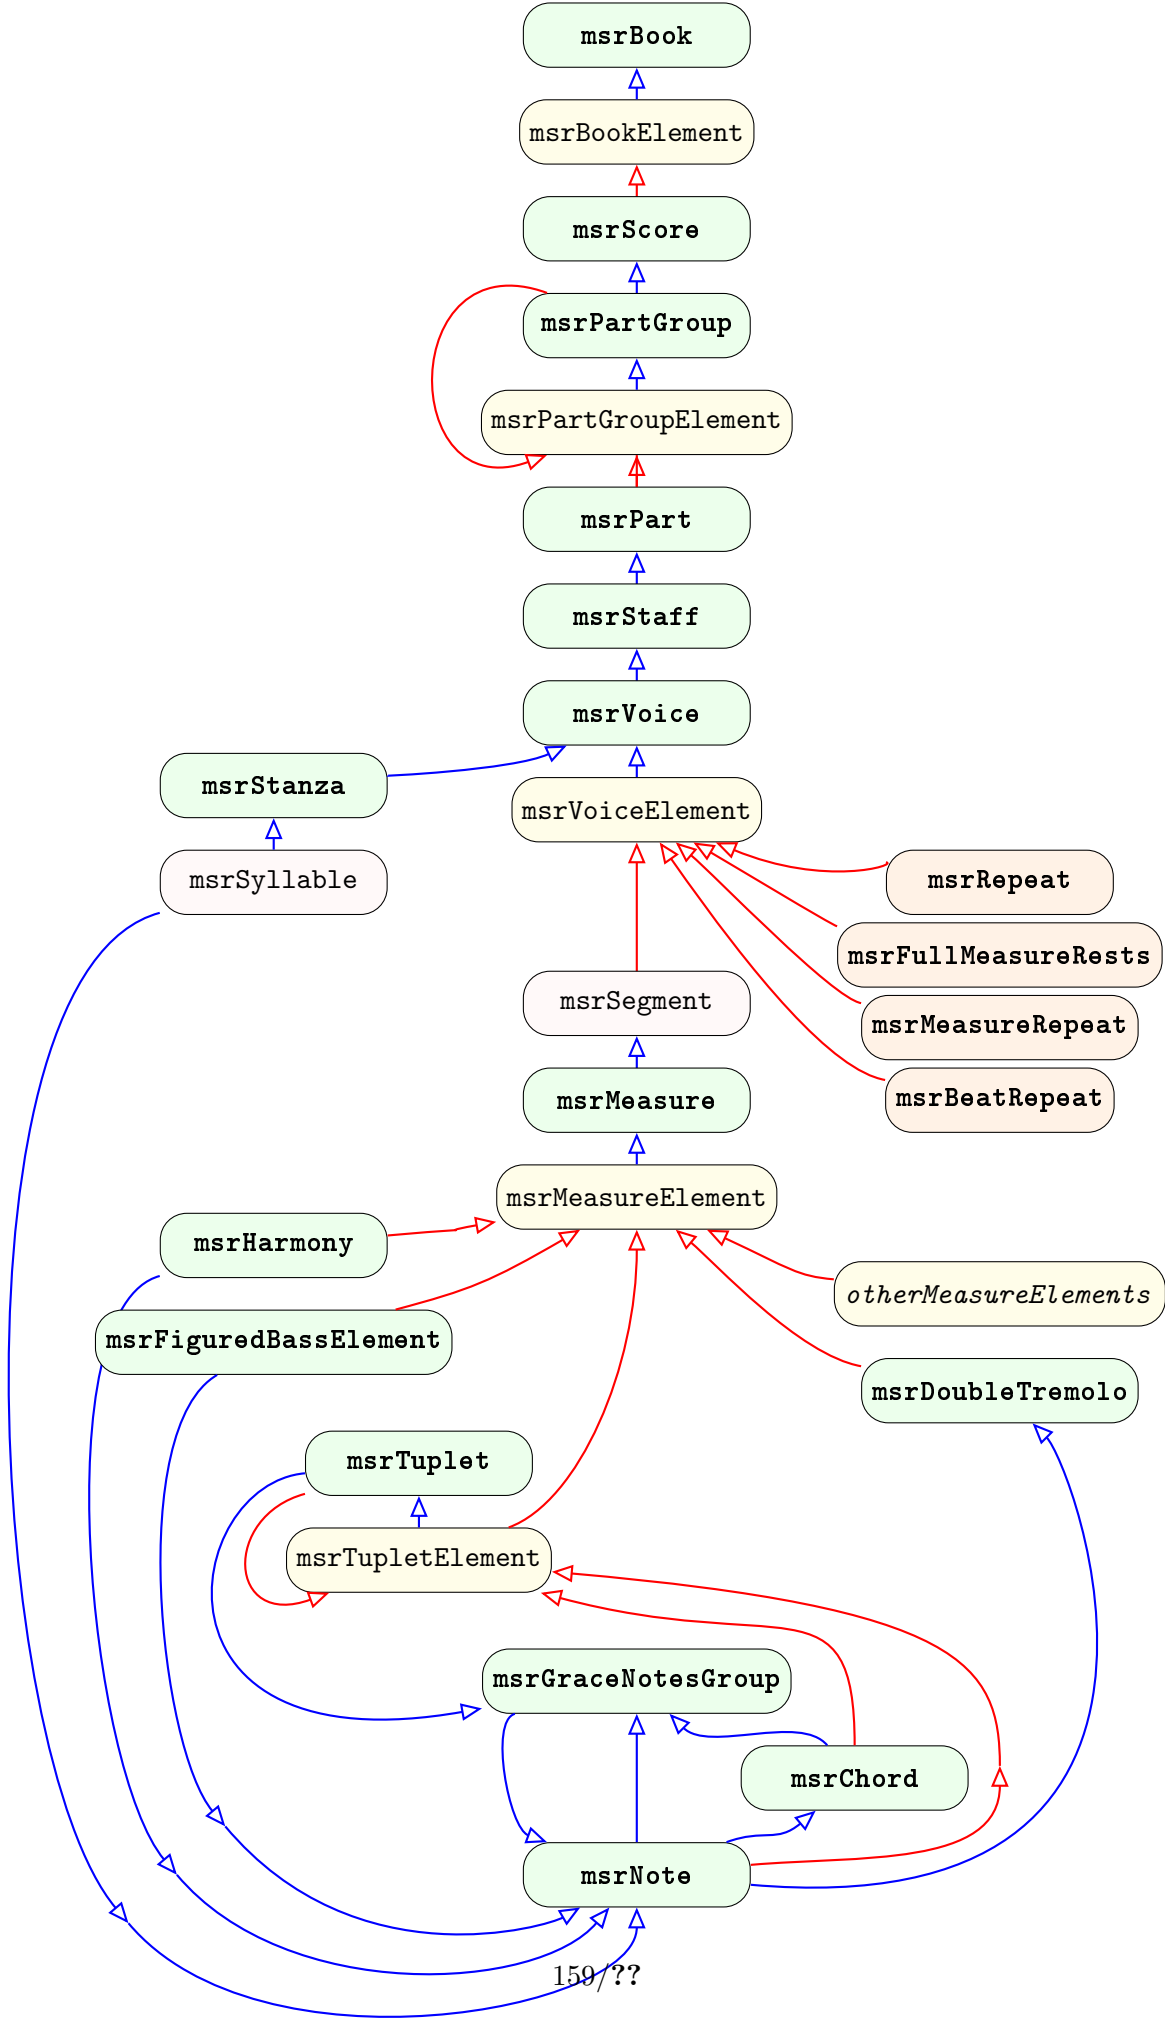 msrBook
msrBookElement
msrScore
msrPartGroup
msrPartGroupElement
msrPart
msrStaff
msrVoice
msrStanza
msrVoiceElement
msrSyllable
msrRepeat
msrFullMeasureRests
msrSegment
msrMeasureRepeat
msrMeasure
msrBeatRepeat
msrMeasureElement
msrHarmony
otherMeasureElements
msrFiguredBassElement
msrDoubleTremolo
msrTuplet
msrTupletElement
msrGraceNotesGroup
msrChord
msrNote
159/??